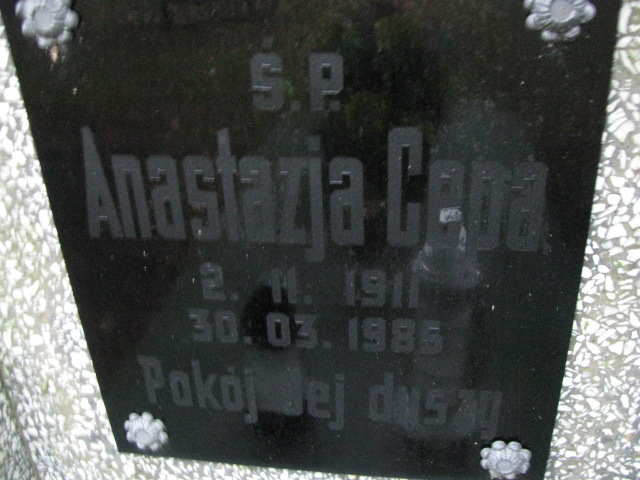 Ś.P.
Anastazja Cepa
2. 11. 1911
30. 03. 1985
Pokój Jej duszy